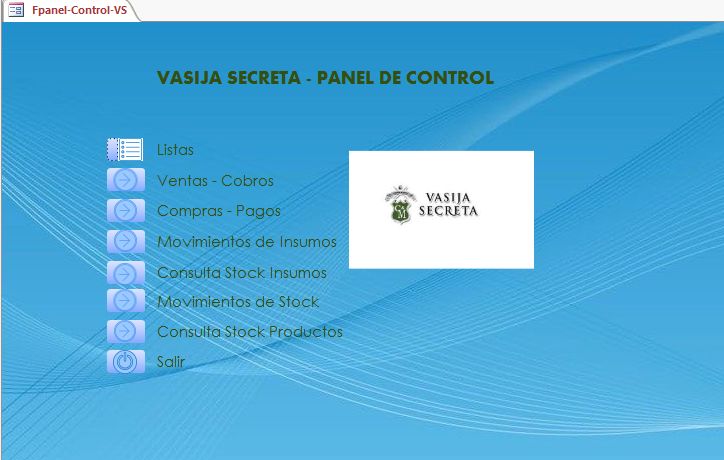 Fpanel-Control-VS
VASIJA SECRETA - PANEL DE CONTROL
Listas
Ventas - Cobros
Compras - Pagos
Movimientos de Insumos
Consulta Stock Insumos
Movimientos de Stock
Consulta Stock Productos
Salir
VASIJA
SECRETA